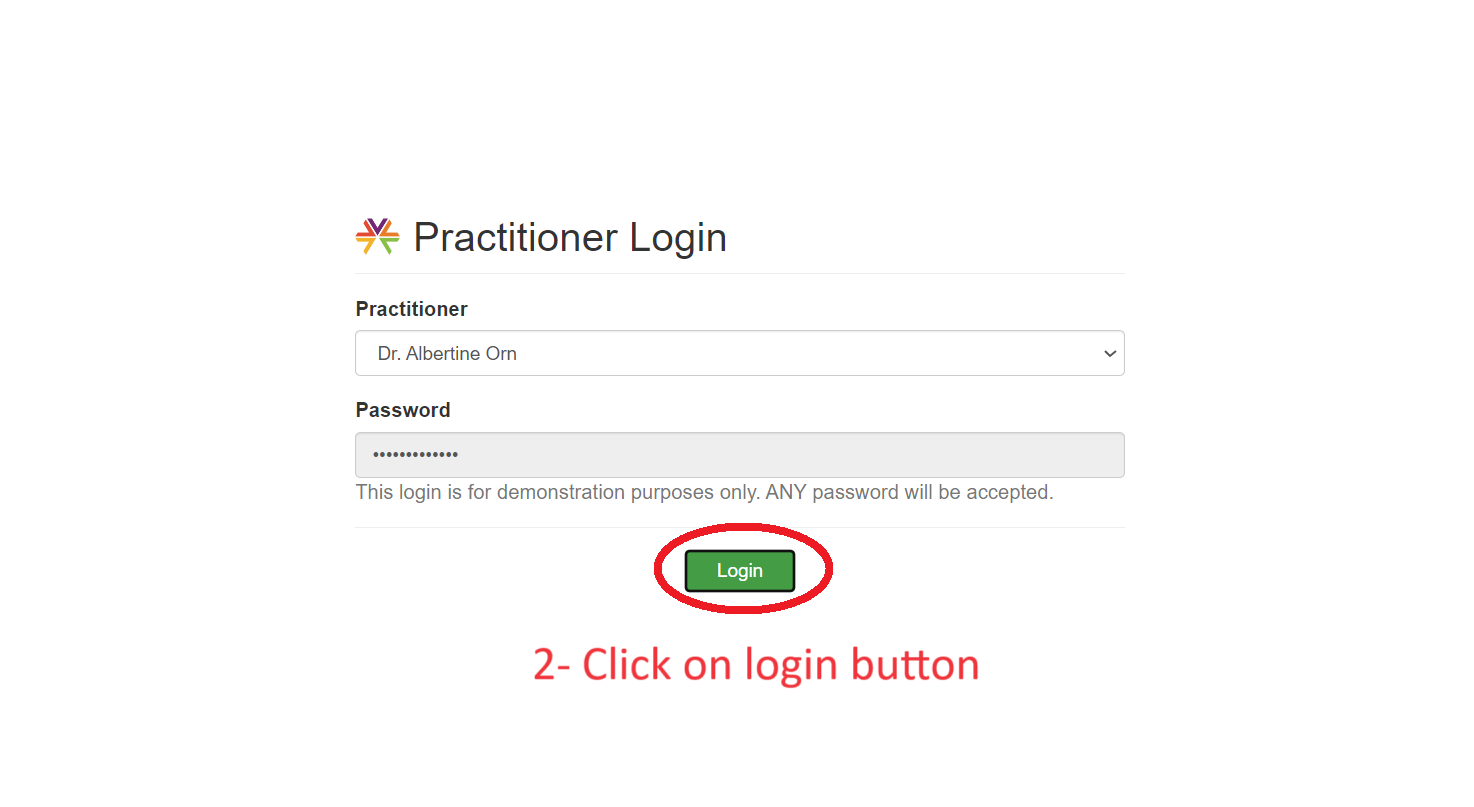 Practitioner Login
Practitioner
Dr. Albertine Orn
Password
•••••••••••••
This login is for demonstration purposes only. ANY password will be accepted.
Login
2- Click on login button